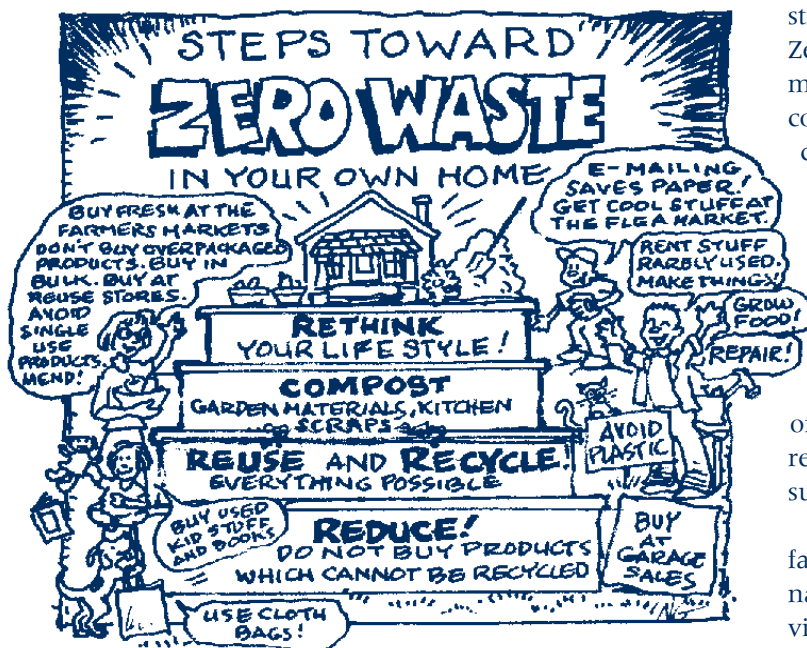 STEPS TOWARD
ZERO WASTE
IN YOUR OWN HOME
BUY FRESH AT THE
FARMERS MARKETS
DON'T BUY OVERPACKAGED
PRODUCTS. BUY IN
BULK. BUY AT
REUSE STORES.
AVOID
SINGLE
USE
PRODUCTS.
MEND!
E-MAILING
SAVES PAPER!
GET COOL STUFF AT
THE FLEA MARKET.
RENT STUFF
RARELY USED.
MAKE THINGS!
GROW
FOOD!
REPAIR!
RETHINK
YOUR LIFE STYLE!
COMPOST
GARDEN MATERIALS, KITCHEN
SCRAPS
REUSE AND RECYCLE!
EVERYTHING POSSIBLE
AVOID
PLASTIC
BUY USED
KID STUFF
AND BOOKS
REDUCE!
DO NOT BUY PRODUCTS
WHICH CANNOT BE RECYCLED
BUY
AT
GARAGE
SALES
USE CLOTH
BAGS!